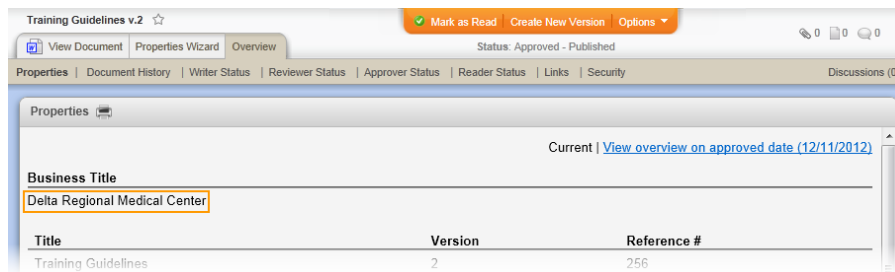 Training Guidelines v.2
Mark as Read | Create New Version | Options
0 0 0
View Document Properties Wizard Overview
Status: Approved - Published
Properties | Document History | Writer Status | Reviewer Status | Approver Status | Reader Status | Links | Security Discussions (0
Properties
Current | View overview on approved date (12/11/2012)
Business Title
Delta Regional Medical Center
Title Version Reference #
Training Guidelines 2 256